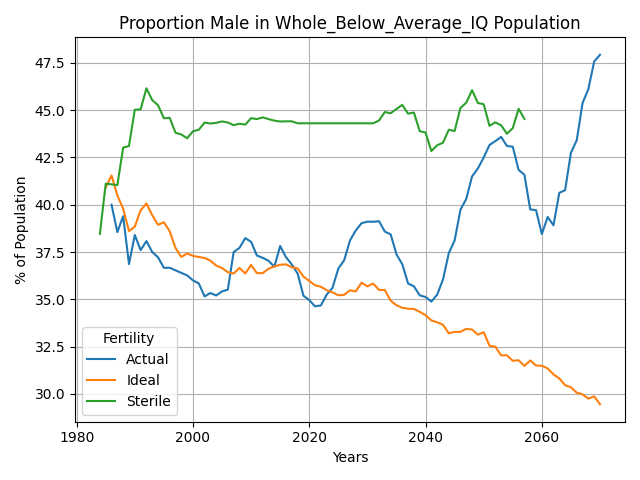 Proportion Male in Whole_Below_Average_IQ Population
% of Population
47.5
45.0
42.5
40.0
37.5
35.0
32.5
30.0
Fertility
Actual
Ideal
Sterile
1980
2000
2020
2040
2060
Years